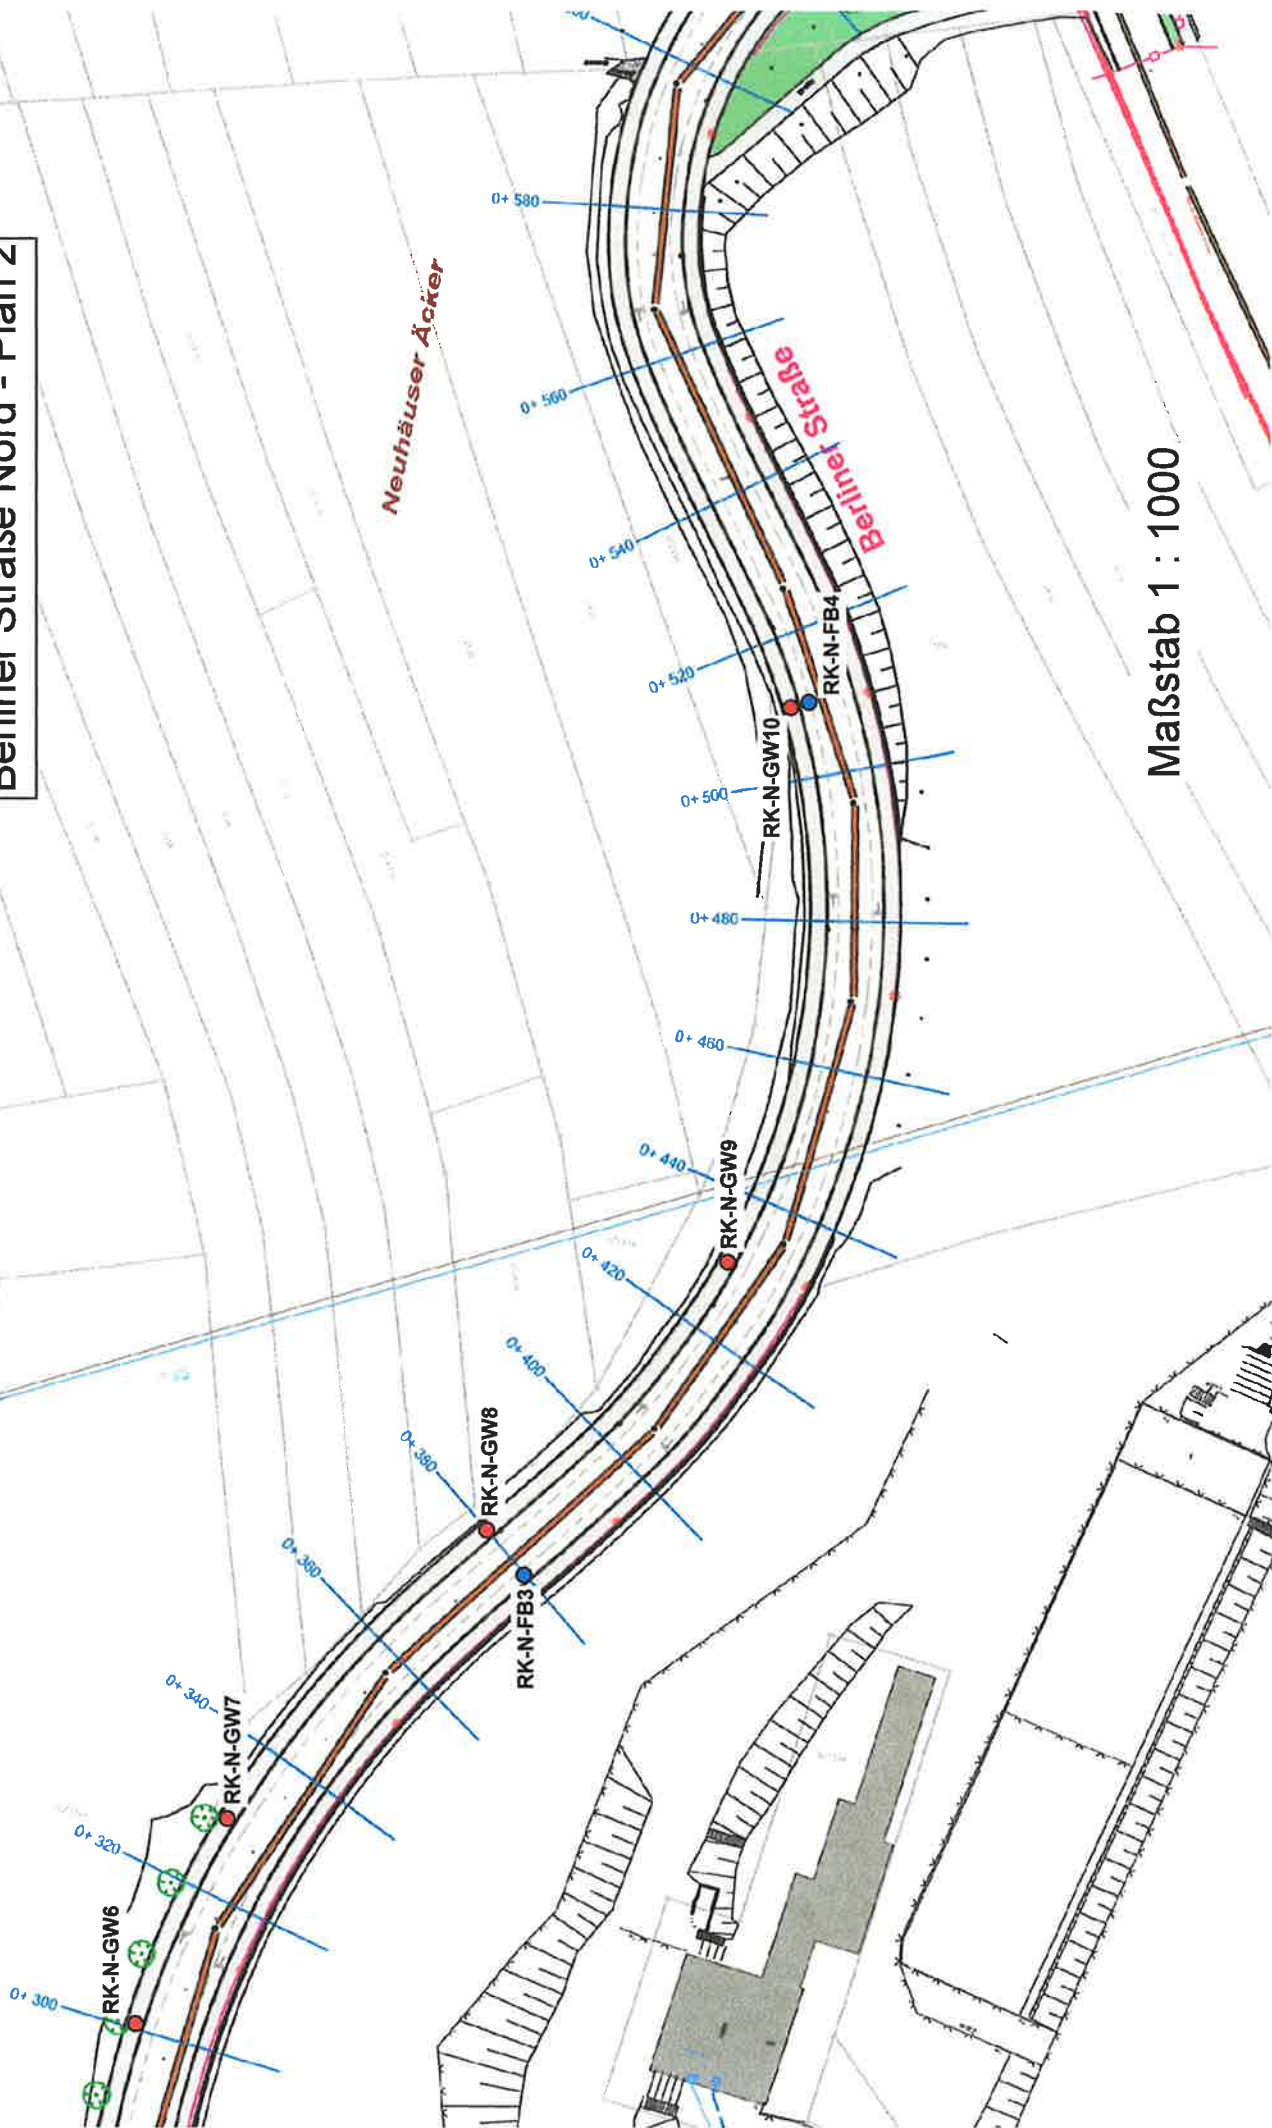 Berliner Straße Nord - Plan 2
Neuhäuser Äcker
Berliner Straße
Maßstab 1 : 1000
0+ 300
0+ 320
0+ 340
0+ 360
0+ 380
0+ 400
0+ 420
0+ 440
0+ 460
0+ 480
0+ 500
0+ 520
0+ 540
0+ 560
0+ 580
RK-N-GW6
RK-N-GW7
RK-N-GW8
RK-N-FB3
RK-N-GW9
RK-N-GW10
RK-N-FB4